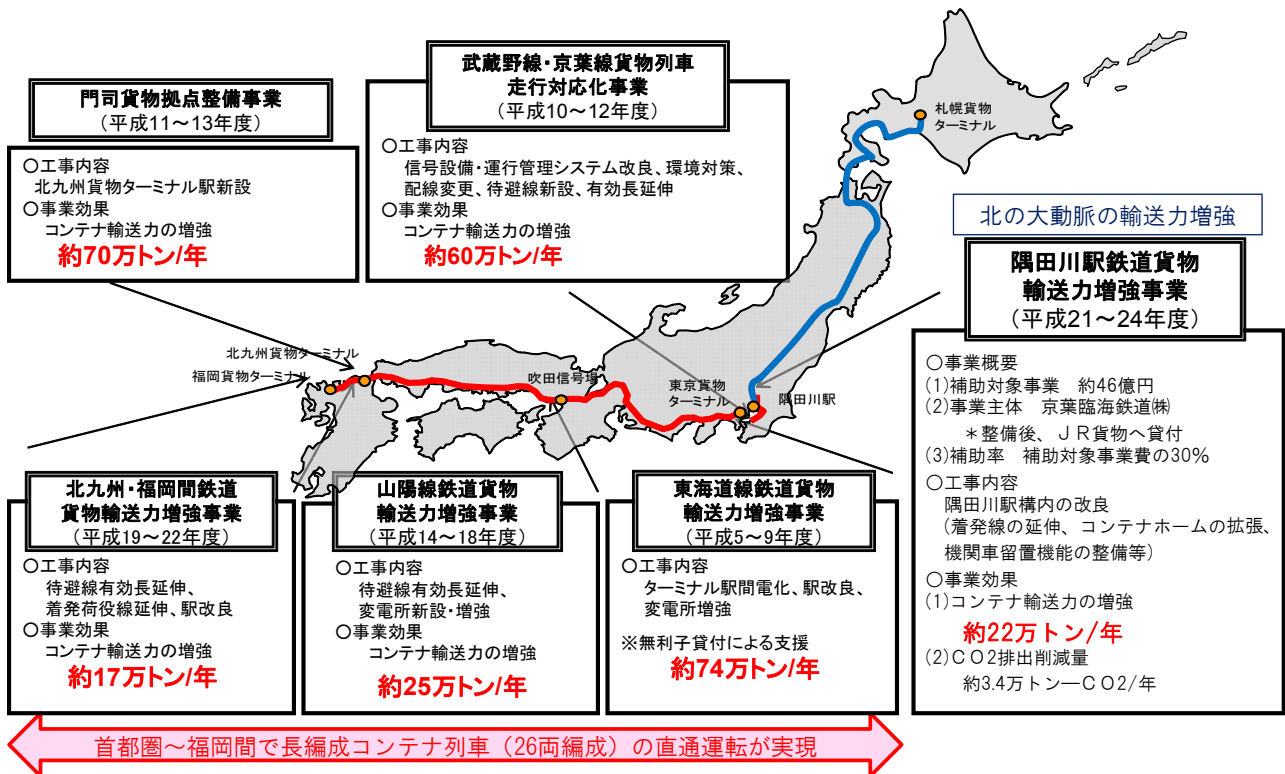 門司貨物拠点整備事業
(平成11～13年度)
○工事内容
北九州貨物ターミナル駅新設
○事業効果
コンテナ輸送力の増強
約70万トン/年
武蔵野線・京葉線貨物列車
走行対応化事業
(平成10～12年度)
○工事内容
信号設備・運行管理システム改良、環境対策、
配線変更、待避線新設、有効長延伸
○事業効果
コンテナ輸送力の増強
約60万トン/年
札幌貨物
ターミナル
北の大動脈の輸送力増強
隅田川駅鉄道貨物
輸送力増強事業
(平成21～24年度)
○事業概要
(1)補助対象事業　約46億円
(2)事業主体　京葉臨海鉄道㈱
＊整備後、ＪＲ貨物へ貸付
(3)補助率　補助対象事業費の30%
○工事内容
隅田川駅構内の改良
(着発線の延伸、コンテナホームの拡張、
機関車留置機能の整備等)
○事業効果
(1)コンテナ輸送力の増強
約22万トン/年
(2)ＣＯ２排出削減量
約3.4万トン―ＣＯ２/年
北九州貨物ターミナル
福岡貨物ターミナル
吹田信号場
東京貨物
ターミナル
隅田川駅
北九州・福岡間鉄道
貨物輸送力増強事業
(平成19～22年度)
○工事内容
待避線有効長延伸、
着発荷役線延伸、駅改良
○事業効果
コンテナ輸送力の増強
約17万トン/年
山陽線鉄道貨物
輸送力増強事業
(平成14～18年度)
○工事内容
待避線有効長延伸、
変電所新設・増強
○事業効果
コンテナ輸送力の増強
約25万トン/年
東海道線鉄道貨物
輸送力増強事業
(平成5～9年度)
○工事内容
ターミナル駅間電化、駅改良、
変電所増強
※無利子貸付による支援
約74万トン/年
首都圏～福岡間で長編成コンテナ列車（26両編成）の直通運転が実現